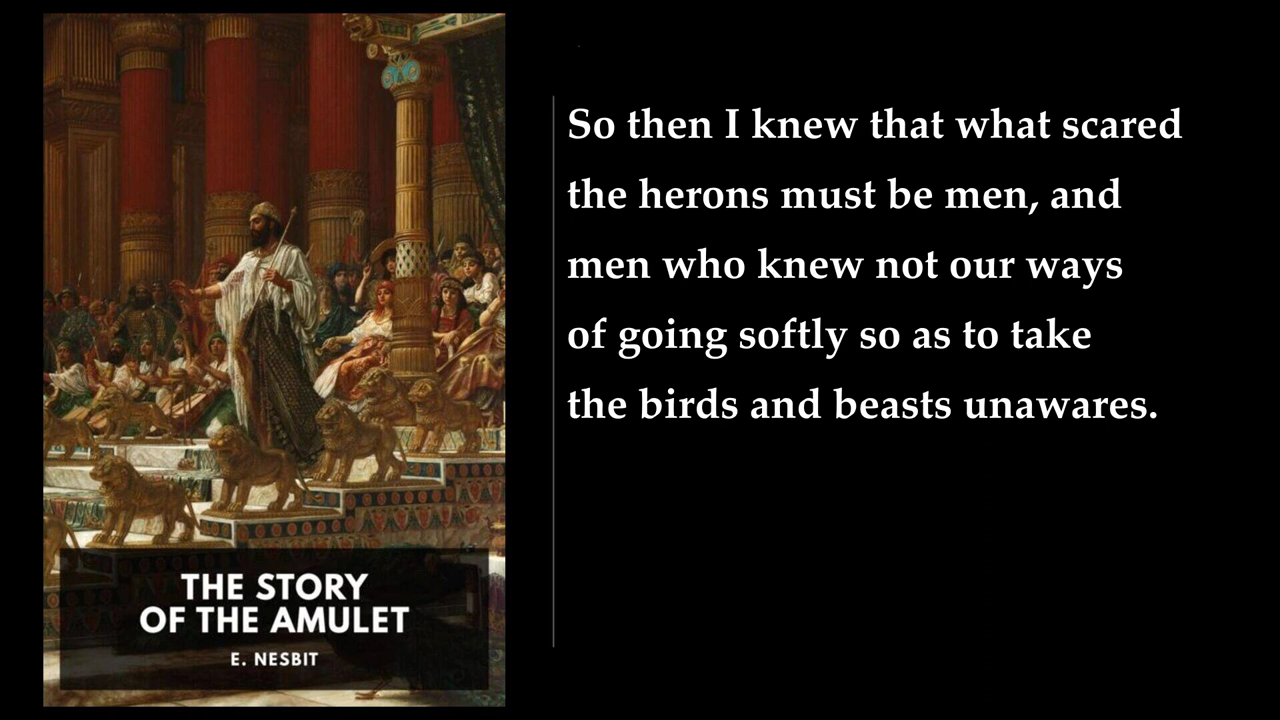 So then I knew that what scared
the herons must be men, and
men who knew not our ways
of going softly so as to take
the birds and beasts unawares.
THE STORY
OF THE AMULET
E. NESBIT